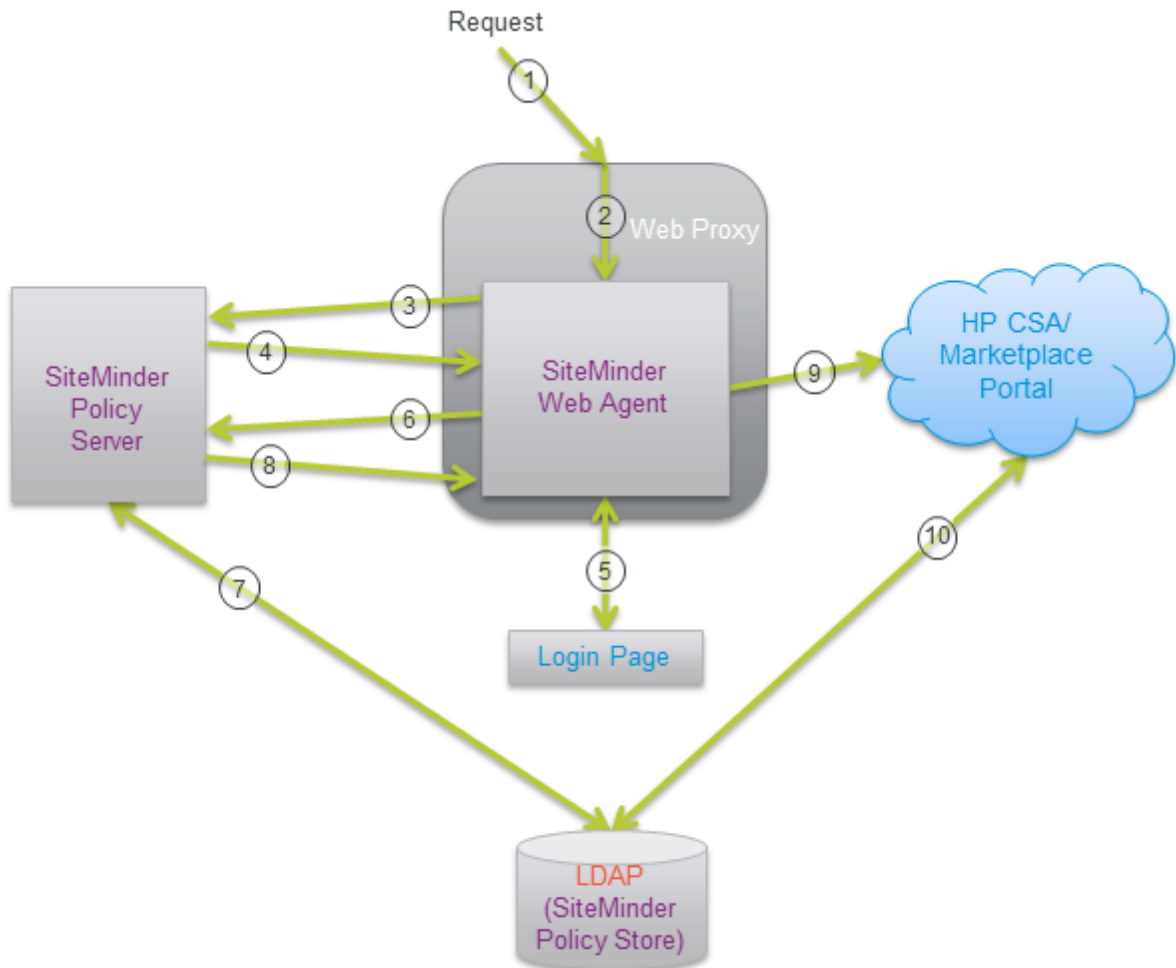 Request
1
2
Web Proxy
3
4
6
8
SiteMinder
Policy
Server
SiteMinder
Web Agent
9
HP CSA/
Marketplace
Portal
5
Login Page
7
10
LDAP
(SiteMinder
Policy Store)